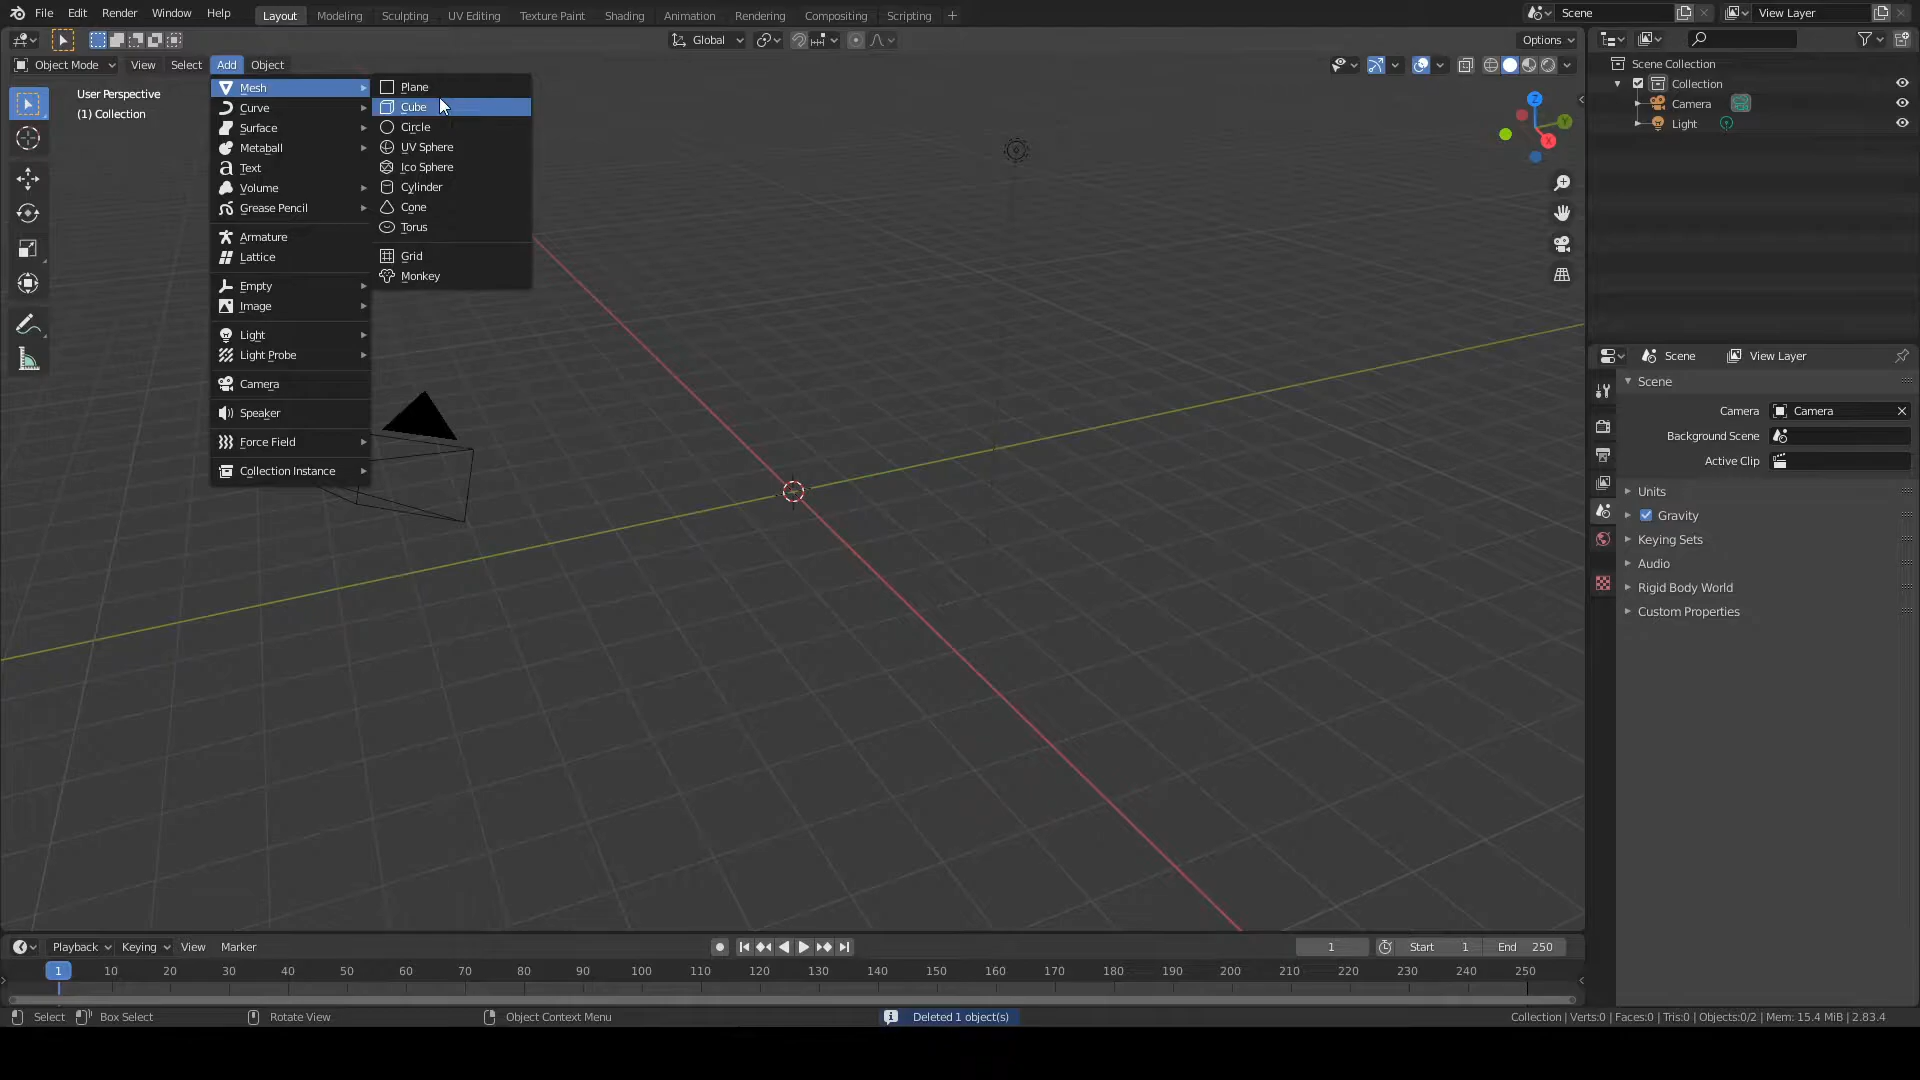 File Edit Render Window Help
Layout Modeling Sculpting UV Editing Texture Paint Shading Animation Rendering Compositing Scripting +
Scene
View Layer
Global
Options
Object Mode View Select Add Object
User Perspective
(1) Collection
Mesh
Curve
Surface
Metaball
Text
Volume
Grease Pencil
Armature
Lattice
Empty
Image
Light
Light Probe
Camera
Speaker
Force Field
Collection Instance
Plane
Cube
Circle
UV Sphere
Ico Sphere
Cylinder
Cone
Torus
Grid
Monkey
Z
Y
X
Scene Collection
Collection
Camera
Light
Scene View Layer
Scene
Camera Camera
Background Scene
Active Clip
Units
Gravity
Keying Sets
Audio
Rigid Body World
Custom Properties
Playback Keying View Marker
1 Start 1 End 250
1 10 20 30 40 50 60 70 80 90 100 110 120 130 140 150 160 170 180 190 200 210 220 230 240 250
Select Box Select Rotate View Object Context Menu Deleted 1 object(s) Collection | Verts:0 | Faces:0 | Tris:0 | Objects:0/2 | Mem: 15.4 MiB | 2.83.4